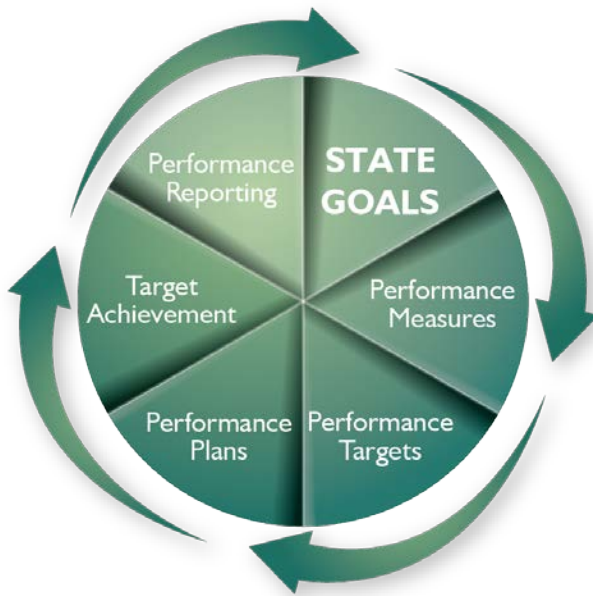 STATE
GOALS
Performance
Measures
Performance
Targets
Performance
Plans
Target
Achievement
Performance
Reporting